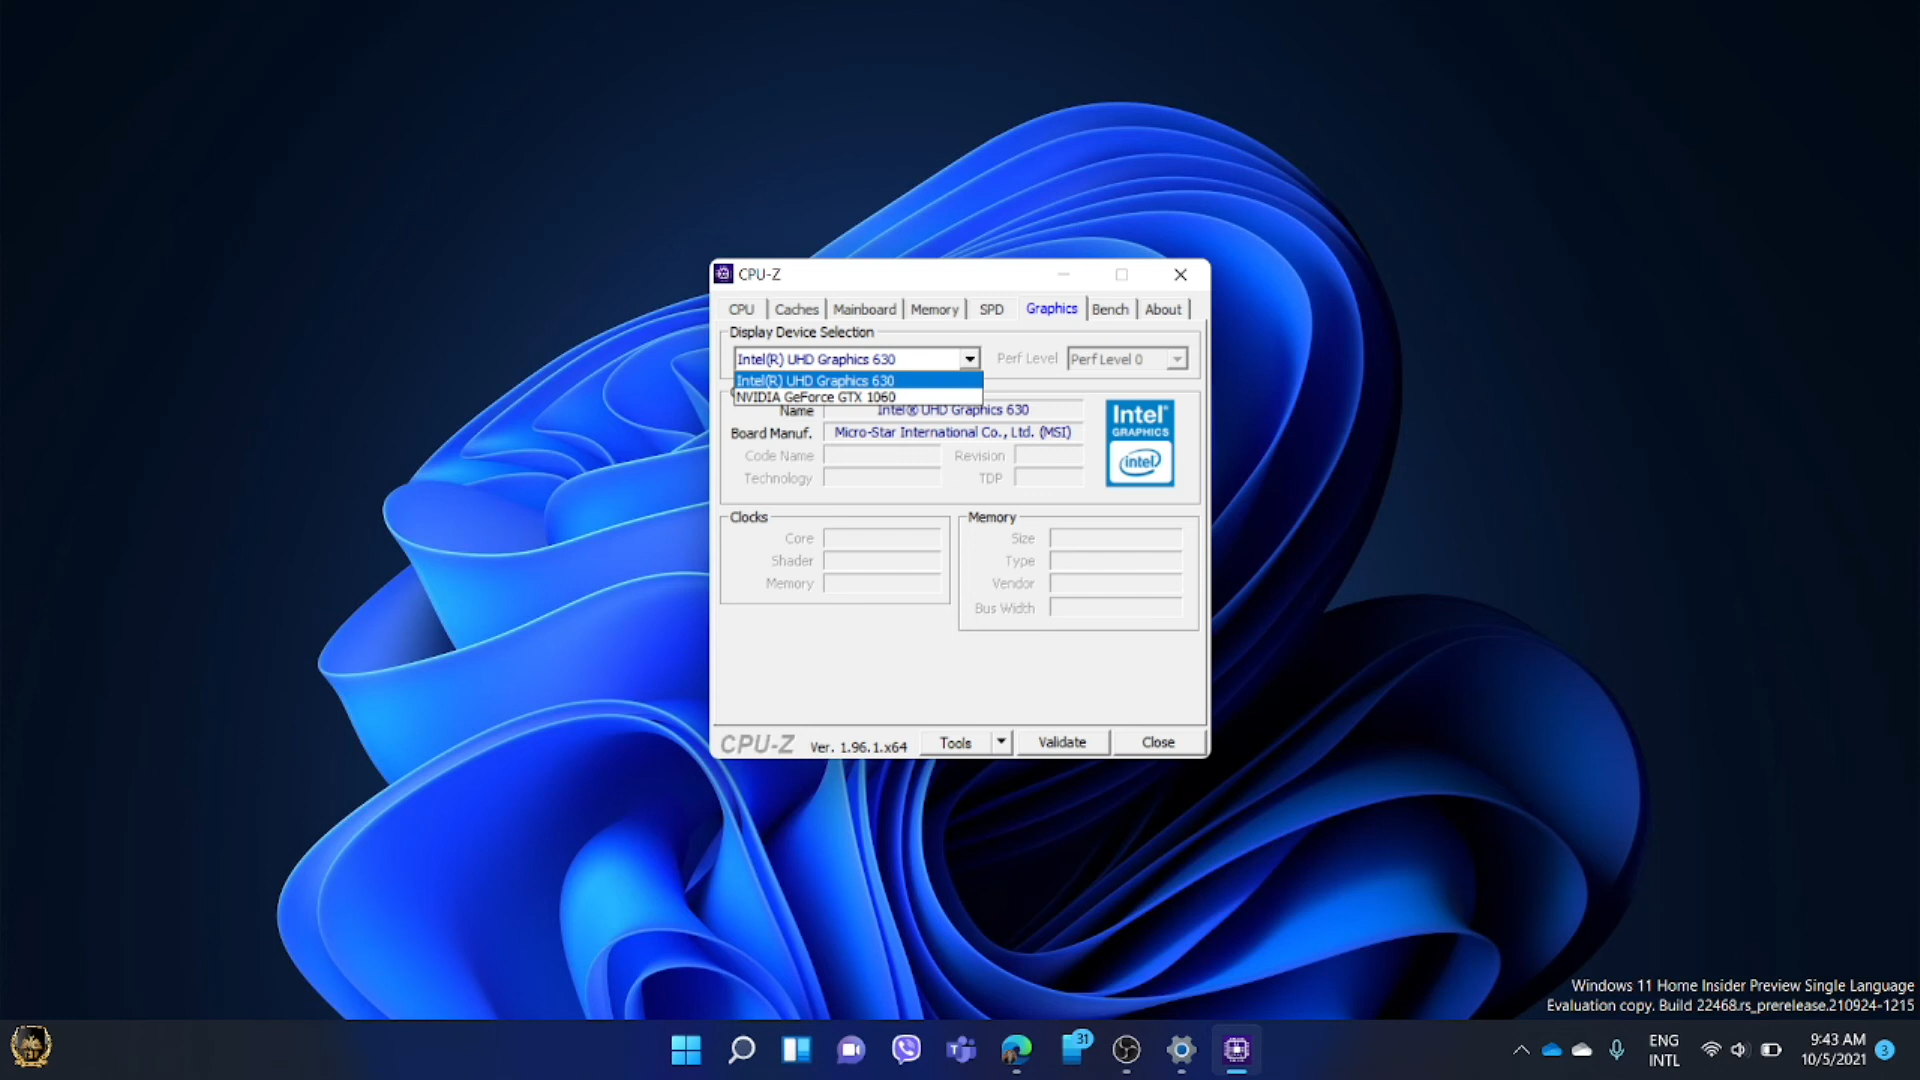 CPU-Z
CPU
Caches
Mainboard
Memory
SPD
Graphics
Bench
About
Display Device Selection
Intel(R) UHD Graphics 630
Perf Level
Perf Level 0
Intel(R) UHD Graphics 630
NVIDIA GeForce GTX 1060
Name
Intel® UHD Graphics 630
Board Manuf.
Micro-Star International Co., Ltd. (MSI)
Code Name
Revision
Technology
TDP
intel®
GRAPHICS
intel
Clocks
Core
Shader
Memory
Memory
Size
Type
Vendor
Bus Width
CPU-Z
Ver. 1.96.1.x64
Tools
Validate
Close
Windows 11 Home Insider Preview Single Language
Evaluation copy. Build 22468.rs_prerelease.210924-1215
31
ENG
INTL
9:43 AM
10/5/2021
3